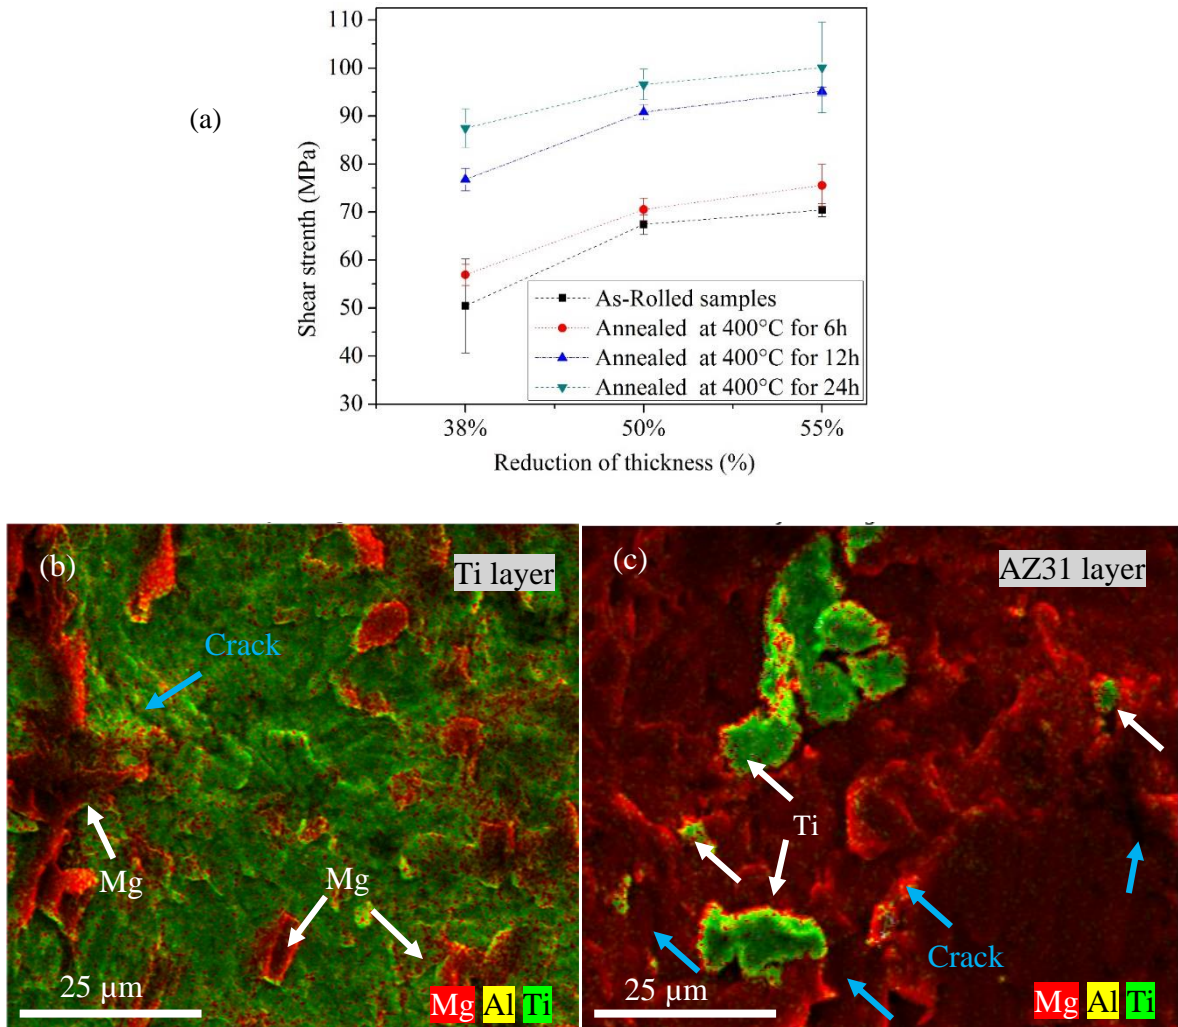 (a)
110
100
90
80
70
60
50
40
30
Shear strenth (MPa)
As-Rolled samples
Annealed at 400°C for 6h
Annealed at 400°C for 12h
Annealed at 400°C for 24h
38% 50% 55%
Reduction of thickness (%)
(b)
Ti layer
Crack
Mg
Mg
25 µm
Mg Al Ti
(c)
AZ31 layer
Ti
Crack
25 µm
Mg Al Ti